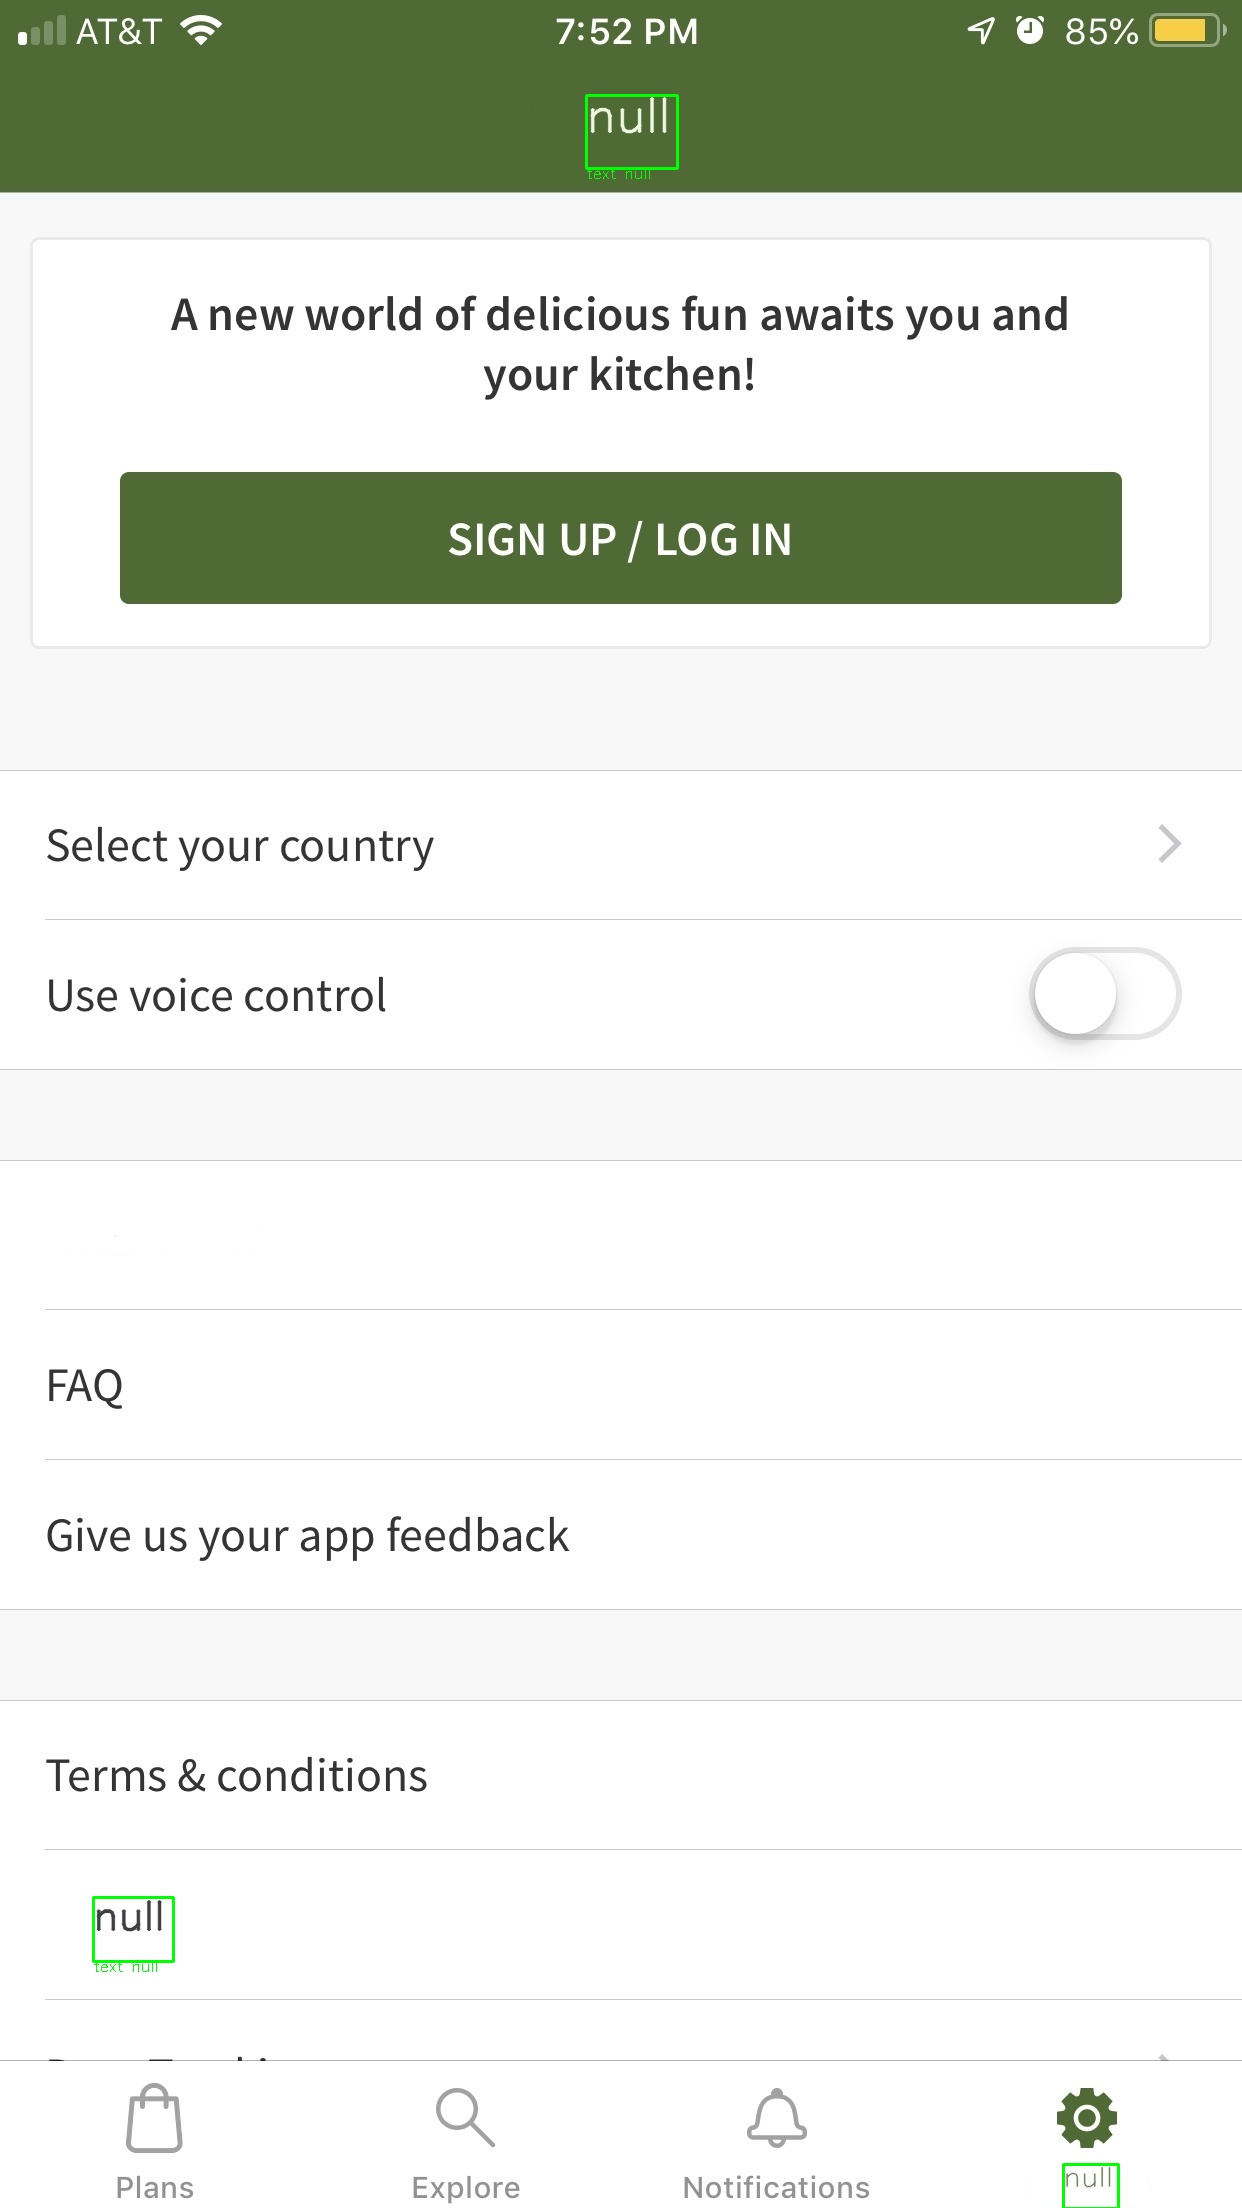 AT&T 7:52 PM 85%
null
text null
A new world of delicious fun awaits you and
your kitchen!
SIGN UP / LOG IN
Select your country
Use voice control
FAQ
Give us your app feedback
Terms & conditions
null
text null
Plans Explore Notifications null